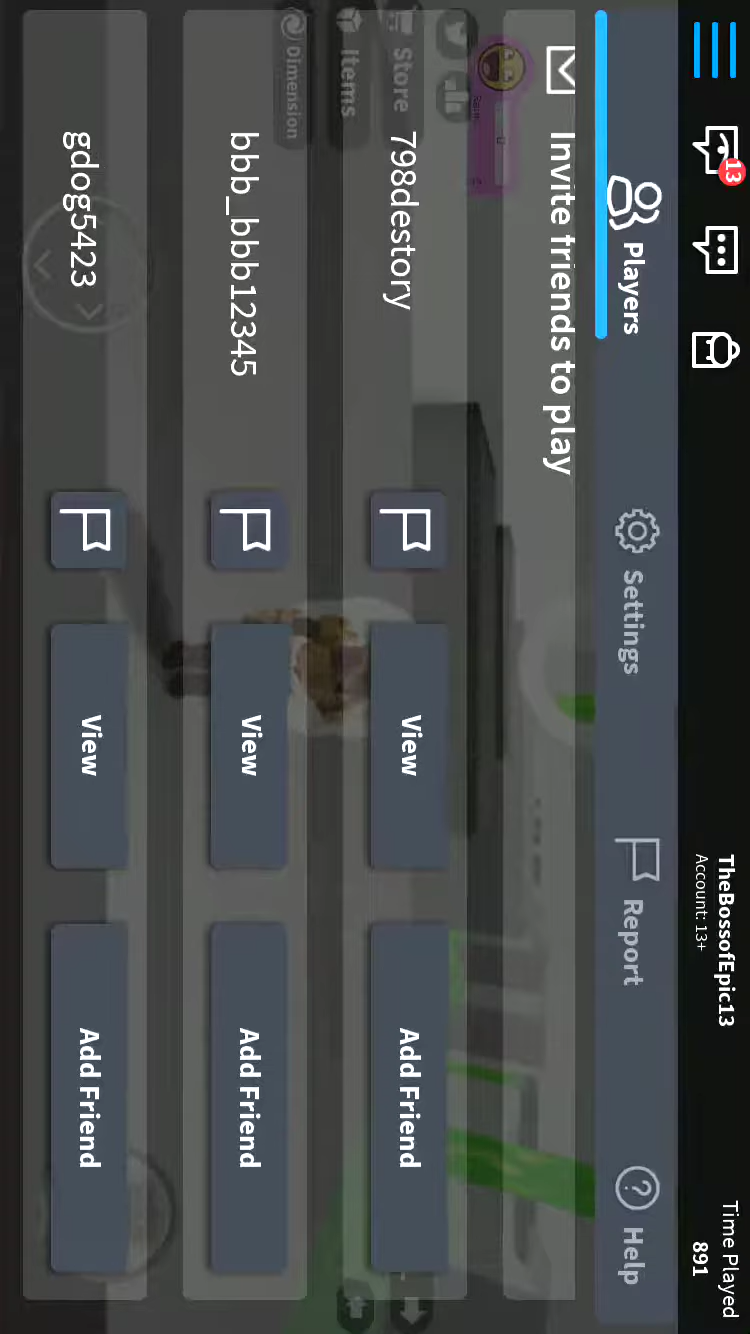 13
TheBossofEpic13
Account: 13+
Time Played
891
Players
Settings
Report
Help
Invite friends to play
798destory
View
Add Friend
bbb_bbb12345
View
Add Friend
gdog5423
View
Add Friend
Store
Items
Dimension